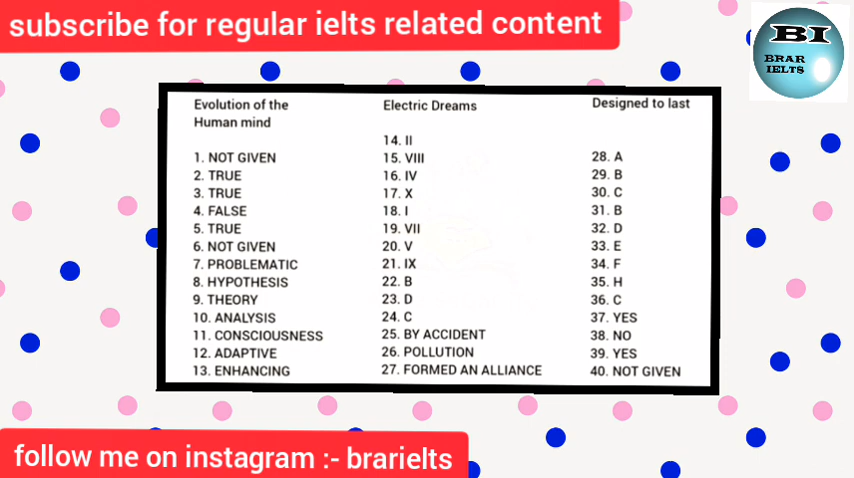 subscribe for regular ielts related content
BI
BRAR
IELTS
Evolution of the
Human mind
1. NOT GIVEN
2. TRUE
3. TRUE
4. FALSE
5. TRUE
6. NOT GIVEN
7. PROBLEMATIC
8. HYPOTHESIS
9. THEORY
10. ANALYSIS
11. CONSCIOUSNESS
12. ADAPTIVE
13. ENHANCING
Electric Dreams
14. II
15. VIII
16. IV
17. X
18. I
19. VII
20. V
21. IX
22. B
23. D
24. C
25. BY ACCIDENT
26. POLLUTION
27. FORMED AN ALLIANCE
Designed to last
28. A
29. B
30. C
31. B
32. D
33. E
34. F
35. H
36. C
37. YES
38. NO
39. YES
40. NOT GIVEN
follow me on instagram :- brarielts